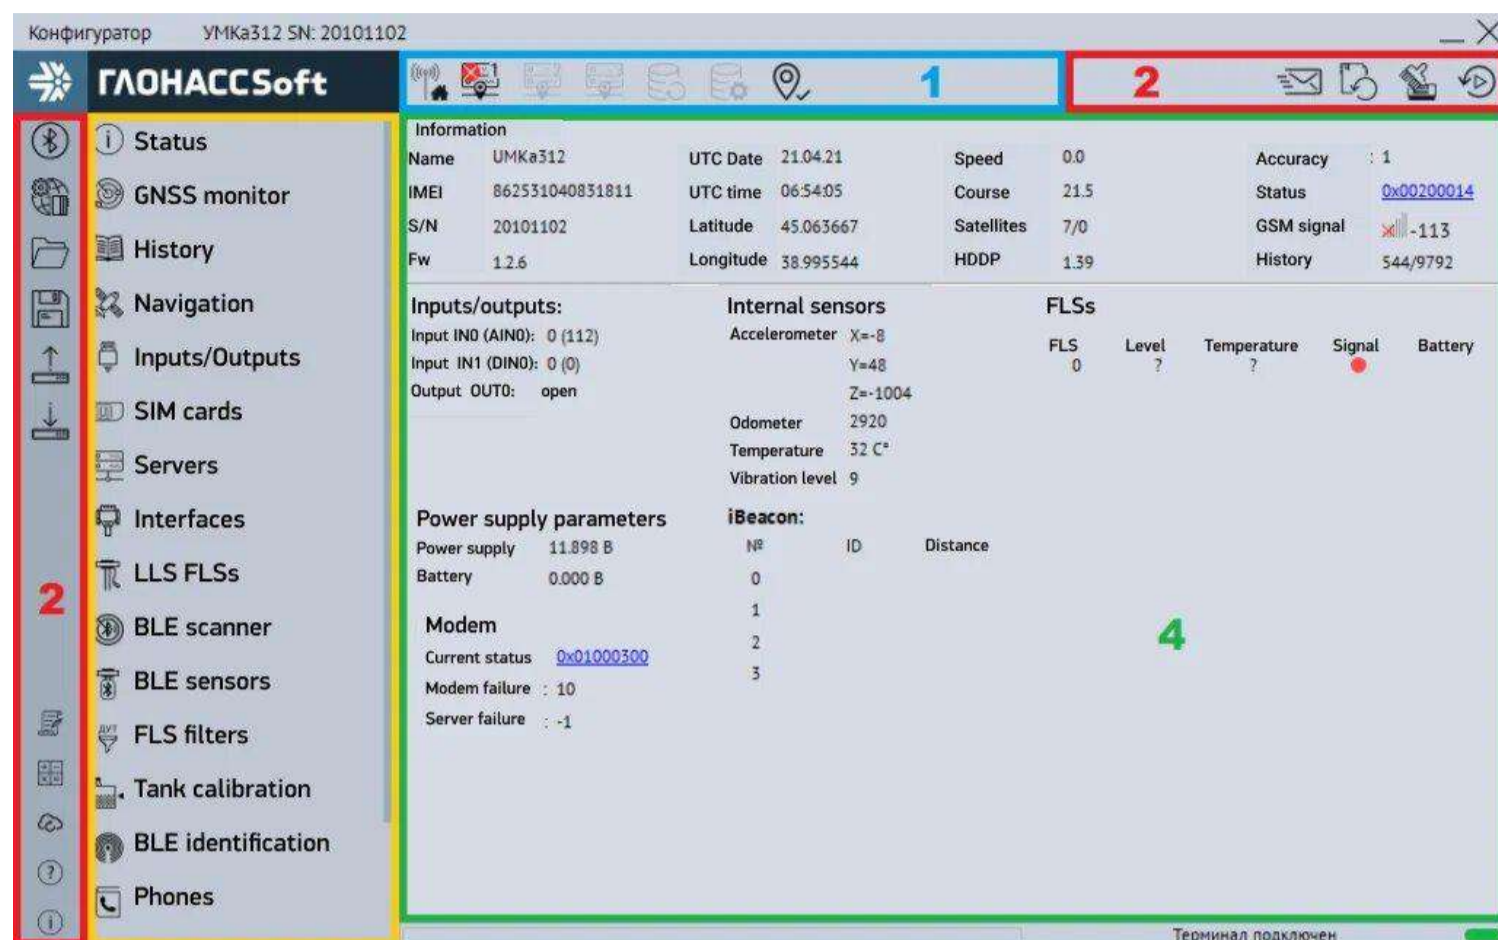 Конфигуратор УМКа312 SN: 20101102
ГЛОНАССSoft
1
2
2
Status
GNSS monitor
History
Navigation
Inputs/Outputs
SIM cards
Servers
Interfaces
LLS FLSs
BLE scanner
BLE sensors
FLS filters
Tank calibration
BLE identification
Phones
Information
Name UMKa312 UTC Date 21.04.21 Speed 0.0 Accuracy : 1
IMEI 862531040831811 UTC time 06:54:05 Course 21.5 Status 0x00200014
S/N 20101102 Latitude 45.063667 Satellites 7/0 GSM signal -113
Fw 1.2.6 Longitude 38.995544 HDDP 1.39 History 544/9792
Inputs/outputs:
Input IN0 (AIN0): 0 (112)
Input IN1 (DIN0): 0 (0)
Output OUT0: open
Internal sensors
Accelerometer X=-8
Y=48
Z=-1004
Odometer 2920
Temperature 32 C°
Vibration level 9
FLSs
FLS Level Temperature Signal Battery
0 ? ?
Power supply parameters
Power supply 11.898 В
Battery 0.000 В
iBeacon:
№ ID Distance
0
1
2
3
Modem
Current status 0x01000300
Modem failure : 10
Server failure : -1
4
Терминал подключен